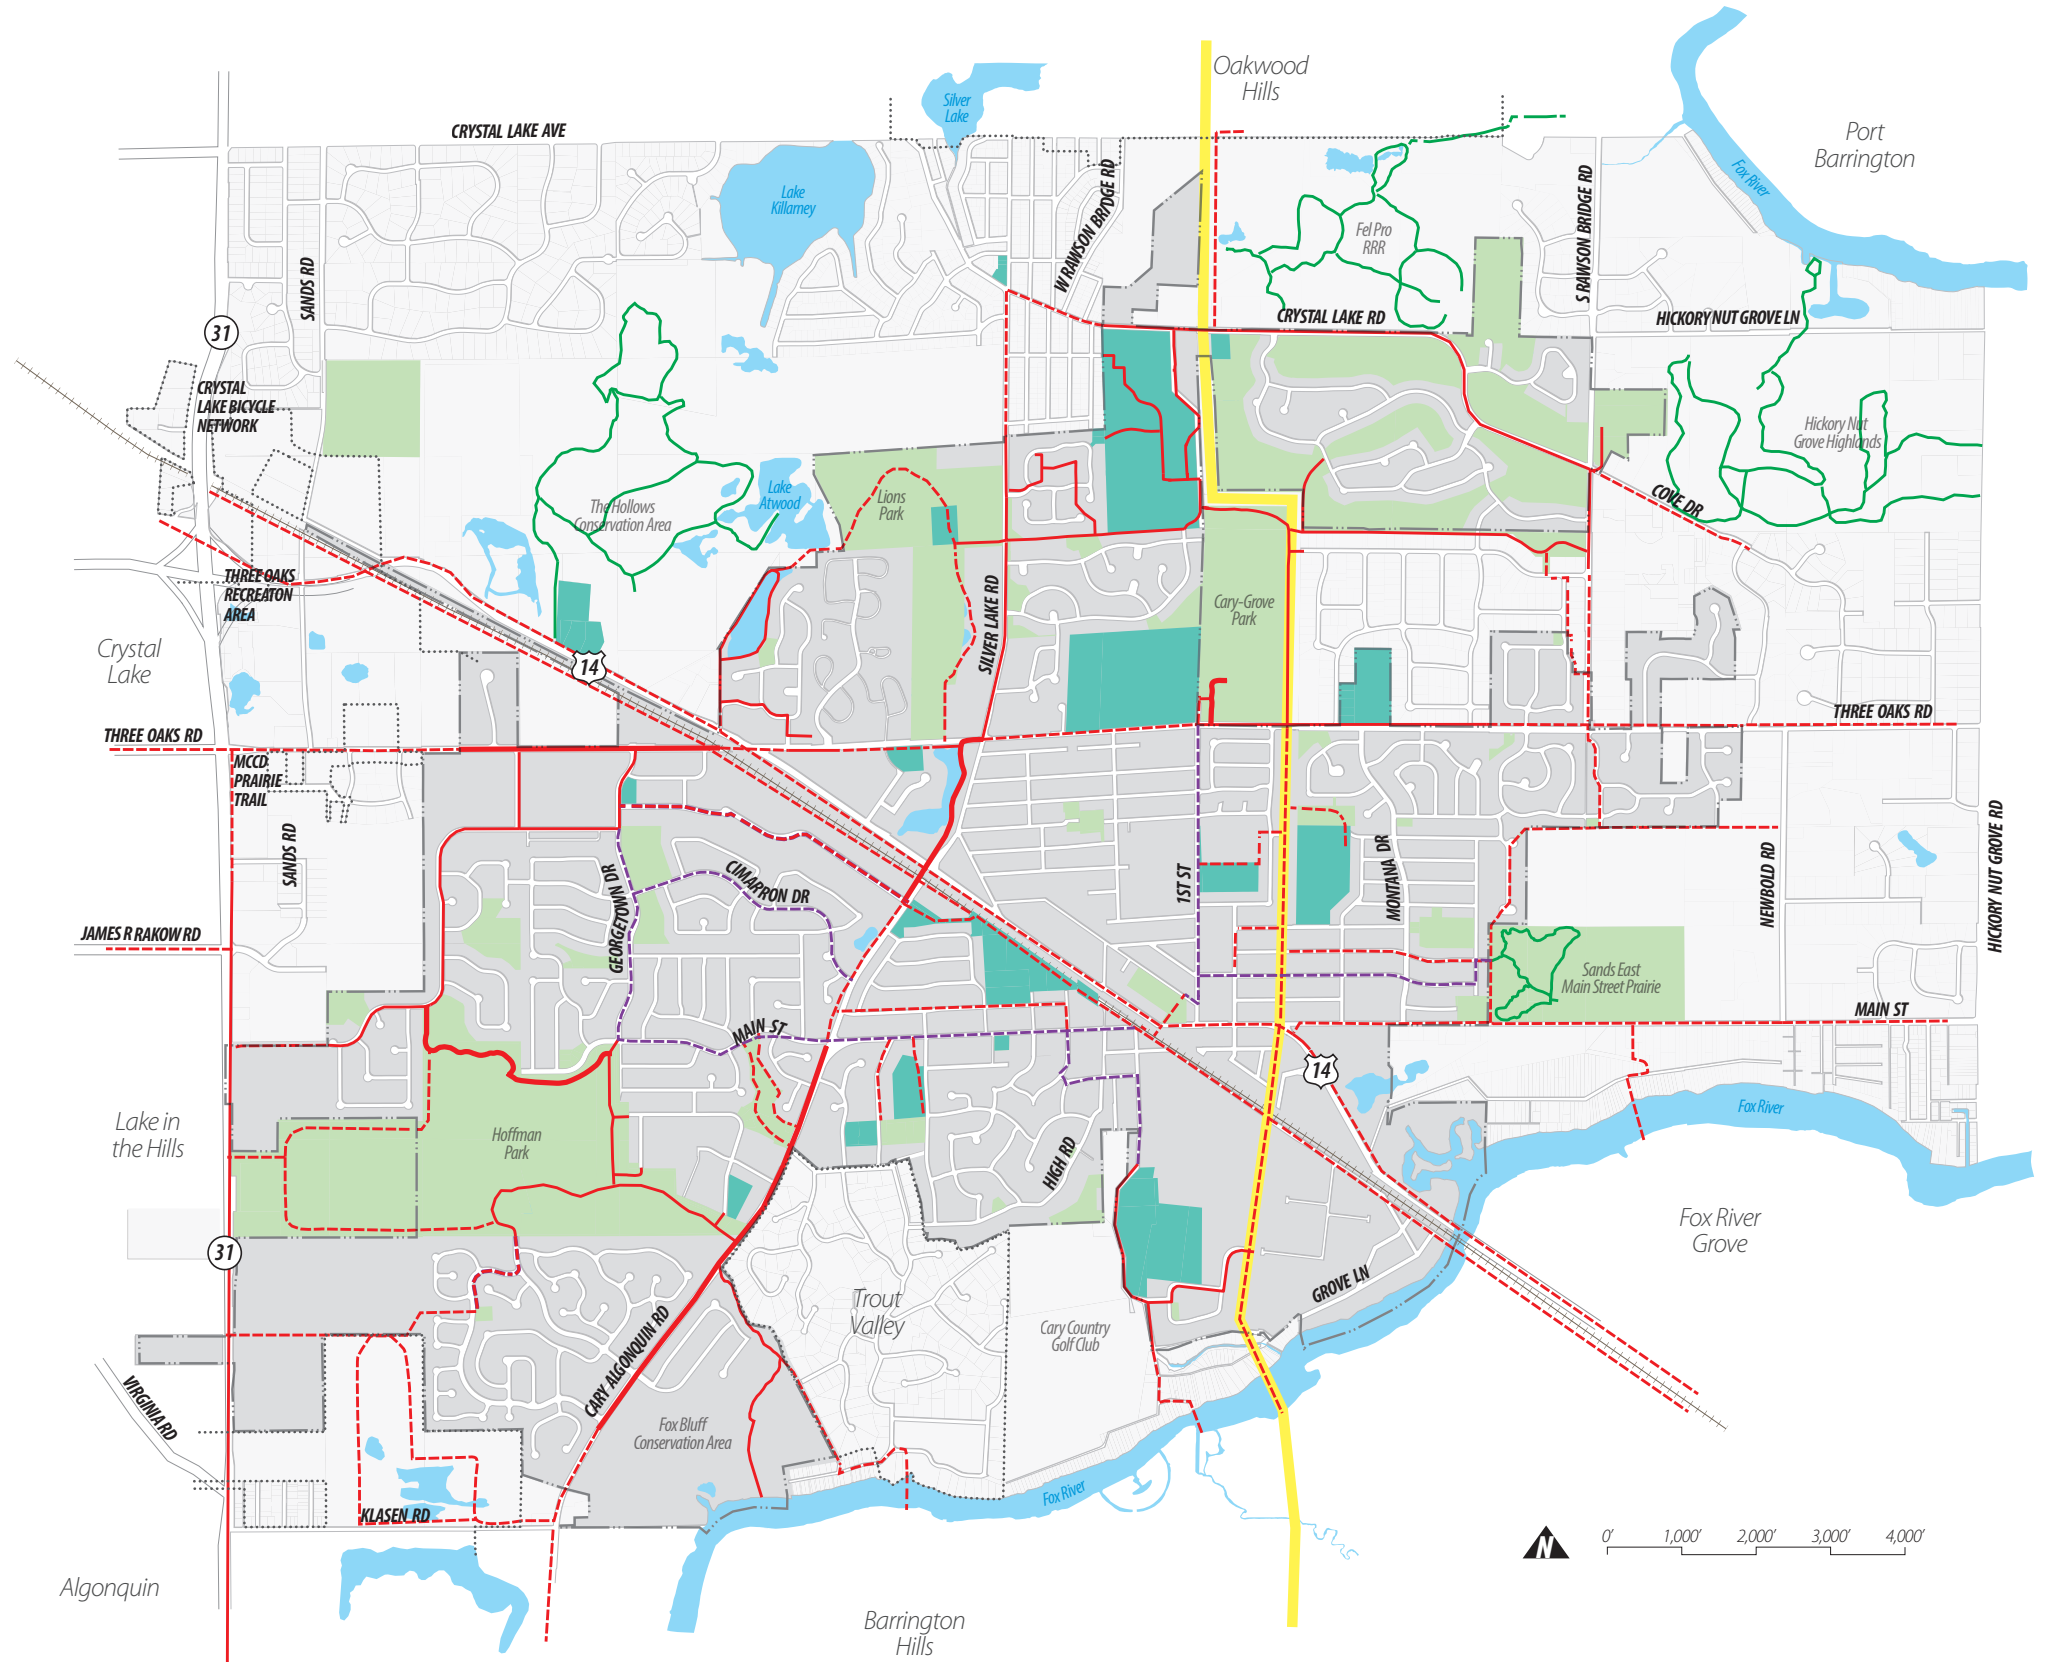 Oakwood
Hills
Silver
Lake
CRYSTAL LAKE AVE
Port
Barrington
Fox River
Lake
Killarney
W RAWSON BRIDGE RD
S RAWSON BRIDGE RD
Fel Pro
RRR
SANDS RD
31
CRYSTAL LAKE RD
HICKORY NUT GROVE LN
CRYSTAL
LAKE BICYCLE
NETWORK
Hickory Nut
Grove Highlands
Lake
Atwood
Lions
Park
The Hollows
Conservation Area
COVE DR
THREE OAKS
RECREATON
AREA
Cary-Grove
Park
SILVER LAKE RD
Crystal
Lake
14
THREE OAKS RD
THREE OAKS RD
MCCD
PRAIRIE
TRAIL
SANDS RD
GEORGETOWN DR
CIMARRON DR
1ST ST
MONTANA DR
NEWBOLD RD
HICKORY NUT GROVE RD
JAMES R RAKOW RD
Sands East
Main Street Prairie
MAIN ST
MAIN ST
14
Fox River
Lake in
the Hills
Hoffman
Park
HIGH RD
Fox River
Grove
31
GROVE LN
Trout
Valley
Cary Country
Golf Club
CARY ALGONQUIN RD
VIRGINIA RD
Fox Bluff
Conservation Area
Fox River
KLASEN RD
N
0'
1,000'
2,000'
3,000'
4,000'
Algonquin
Barrington
Hills